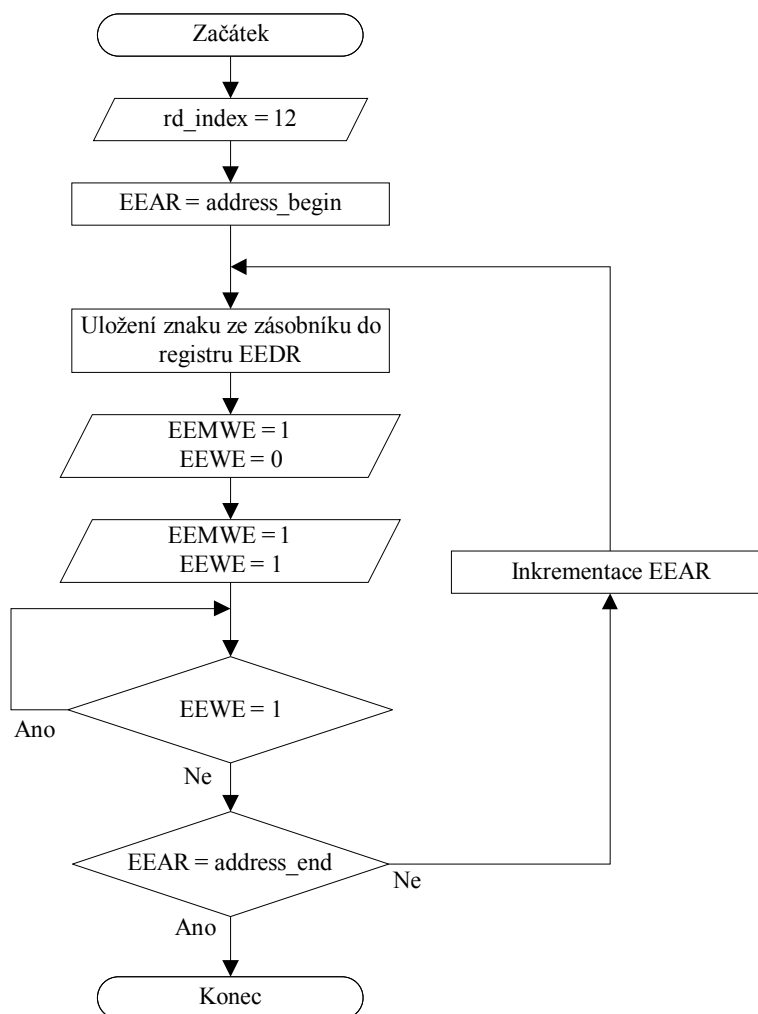 Začátek
rd_index = 12
EEAR = address_begin
Uložení znaku ze zásobníku do
registru EEDR
EEMWE = 1
EEWE = 0
EEMWE = 1
EEWE = 1
Inkrementace EEAR
EEWE = 1
Ano
Ne
EEAR = address_end
Ne
Ano
Konec